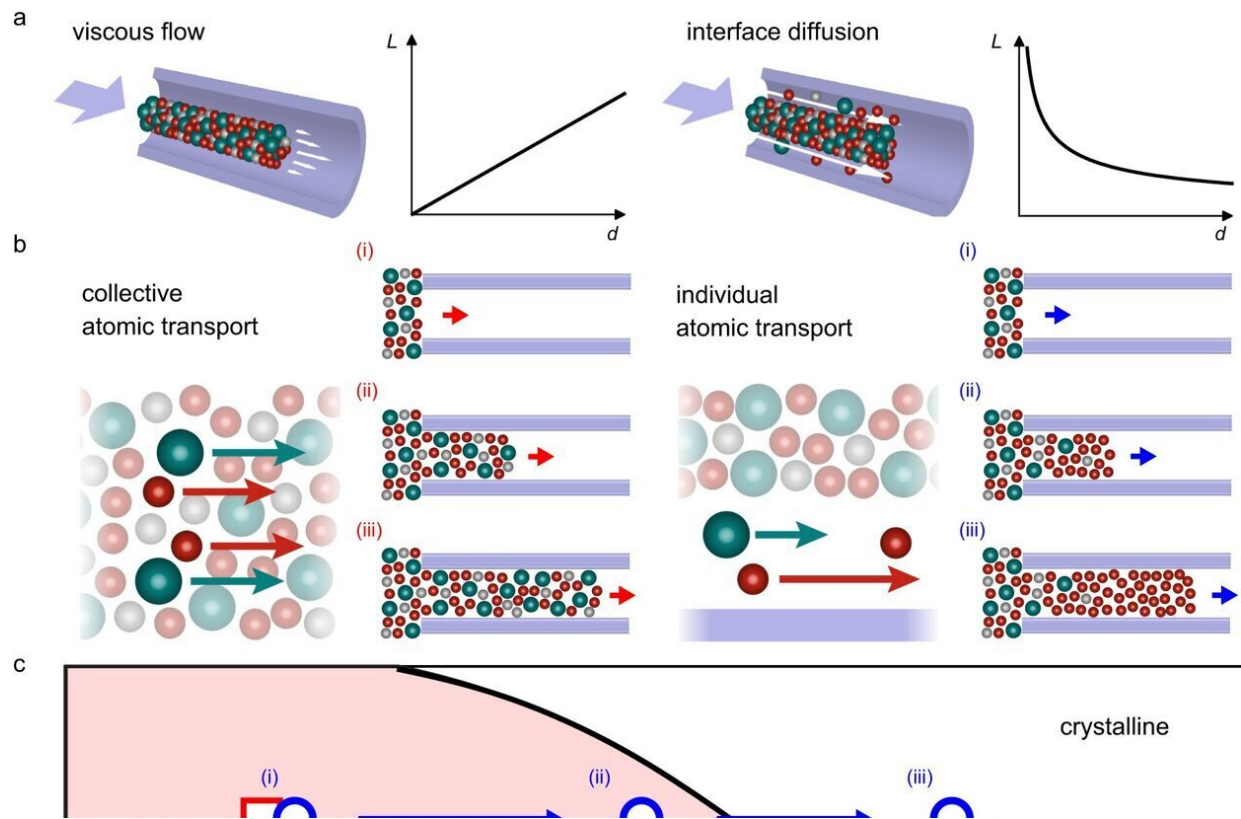 a
viscous flow
L
d
interface diffusion
L
d
b
collective
atomic transport
(i)
(ii)
(iii)
individual
atomic transport
(i)
(ii)
(iii)
c
crystalline
(i)
(ii)
(iii)